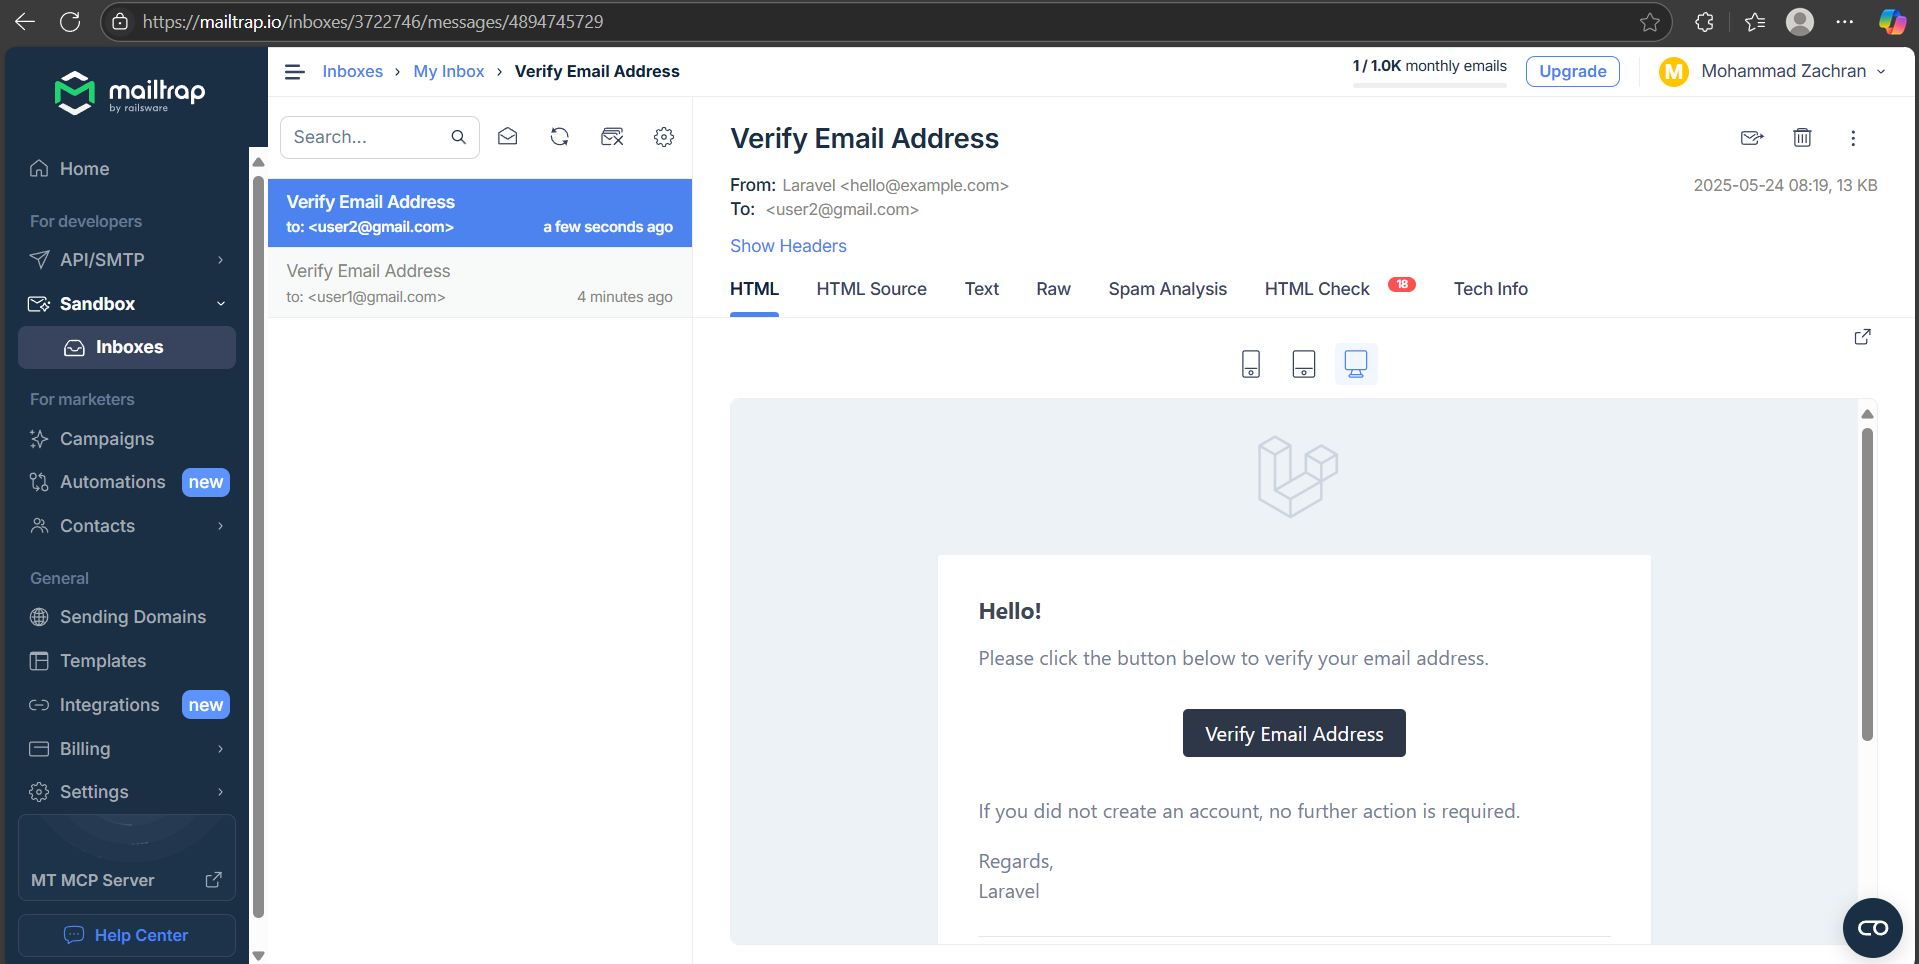 https://mailtrap.io/inboxes/3722746/messages/4894745729
mailtrap
by railsware
Home
For developers
API/SMTP
Sandbox
Inboxes
For marketers
Campaigns
Automations new
Contacts
General
Sending Domains
Templates
Integrations new
Billing
Settings
MT MCP Server
Help Center
Inboxes › My Inbox › Verify Email Address
1 / 1.0K monthly emails
Upgrade
M Mohammad Zachran
Search...
Verify Email Address
to: <user2@gmail.com> a few seconds ago
Verify Email Address
to: <user1@gmail.com> 4 minutes ago
Verify Email Address
From: Laravel <hello@example.com> 2025-05-24 08:19, 13 KB
To: <user2@gmail.com>
Show Headers
HTML HTML Source Text Raw Spam Analysis HTML Check 18 Tech Info
Hello!
Please click the button below to verify your email address.
Verify Email Address
If you did not create an account, no further action is required.
Regards,
Laravel